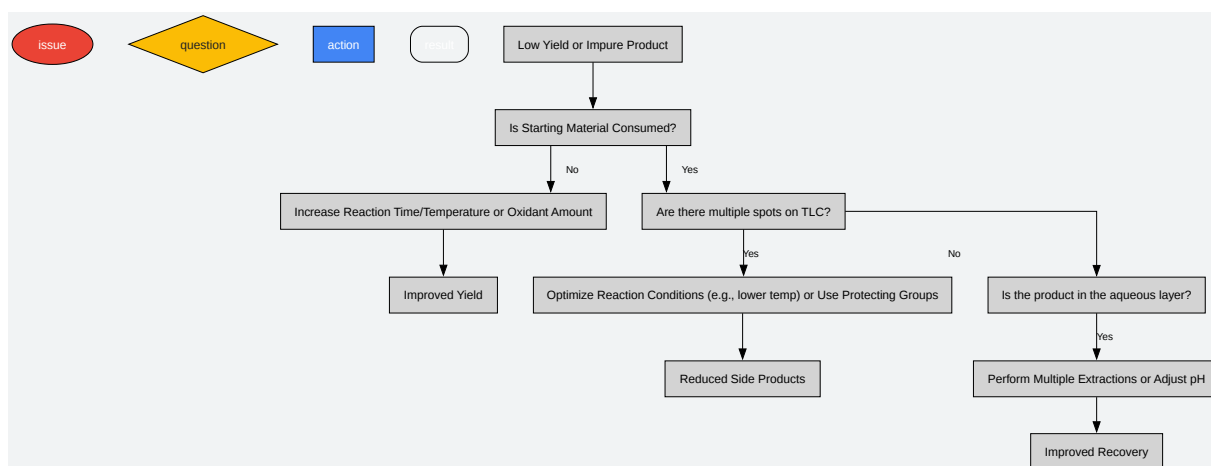 issue
question
action
result
Low Yield or Impure Product
Is Starting Material Consumed?
No
Yes
Increase Reaction Time/Temperature or Oxidant Amount
Are there multiple spots on TLC?
Yes
No
Improved Yield
Optimize Reaction Conditions (e.g., lower temp) or Use Protecting Groups
Is the product in the aqueous layer?
Yes
Reduced Side Products
Perform Multiple Extractions or Adjust pH
Improved Recovery